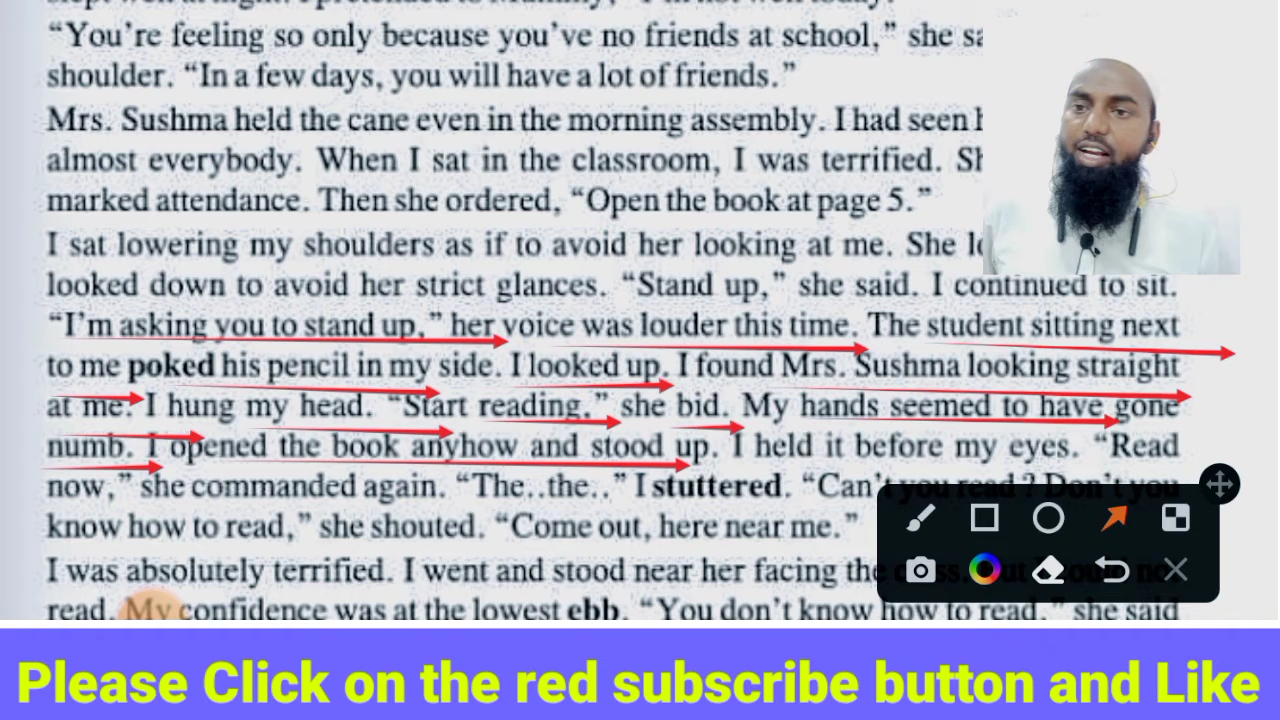 "You're feeling so only because you've no friends at school," she
shoulder. "In a few days, you will have a lot of friends."
Mrs. Sushma held the cane even in the morning assembly. I had seen
almost everybody. When I sat in the classroom, I was terrified.
marked attendance. Then she ordered, "Open the book at page 5."
I sat lowering my shoulders as if to avoid her looking at me. She
looked down to avoid her strict glances. "Stand up," she said. I continued to sit.
"I'm asking you to stand up," her voice was louder this time. The student sitting next
to me poked his pencil in my side. I looked up. I found Mrs. Sushma looking straight
at me. I hung my head. "Start reading," she bid. My hands seemed to have gone
numb. I opened the book anyhow and stood up. I held it before my eyes. "Read
now," she commanded again. "The..the.." I stuttered. "Can't you read ? Don't you
know how to read," she shouted. "Come out, here near me."
I was absolutely terrified. I went and stood near her facing the class.
read. My confidence was at the lowest ebb. "You don't know how to read," she said
Please Click on the red subscribe button and Like